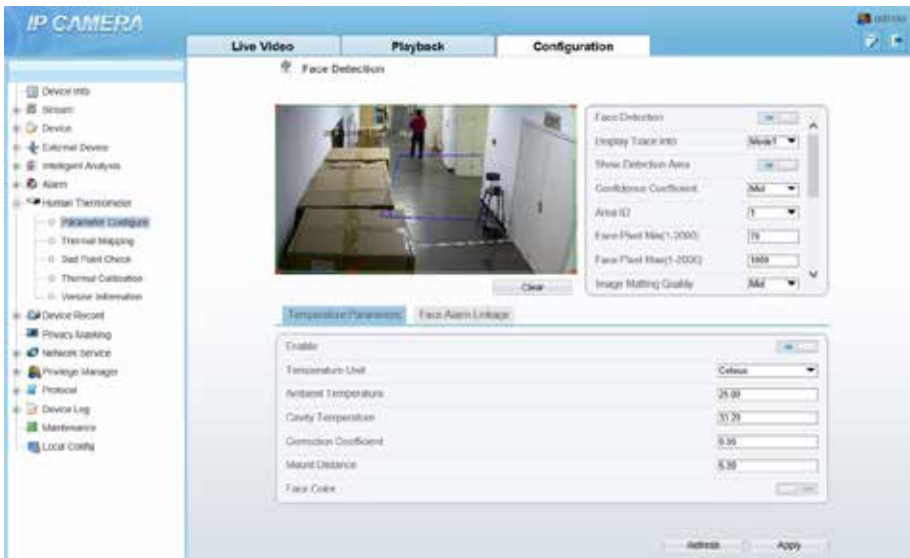 IP CAMERA
admin
Live Video
Playback
Configuration
Face Detection
Device Info
Stream
Device
External Device
Intelligent Analysis
Alarm
Human Thermometer
Parameter Configure
Thermal Mapping
Bad Point Check
Thermal Calibration
Version Information
Device Record
Privacy Masking
Network Service
Privilege Manager
Protocol
Device Log
Maintenance
Local Config
Face Detection
Display Trace Info
Mode1
Show Detection Area
Confidence Coefficient
Mid
Area ID
1
Face Pixel Min(1-2000)
70
Face Pixel Max(1-2000)
1000
Image Matting Quality
Mid
Clear
Temperature Parameters
Face Alarm Linkage
Enable
Temperature Unit
Celsius
Ambient Temperature
25.00
Cavity Temperature
Correction Coefficient
Mount Distance
Face Color
Refresh
Apply